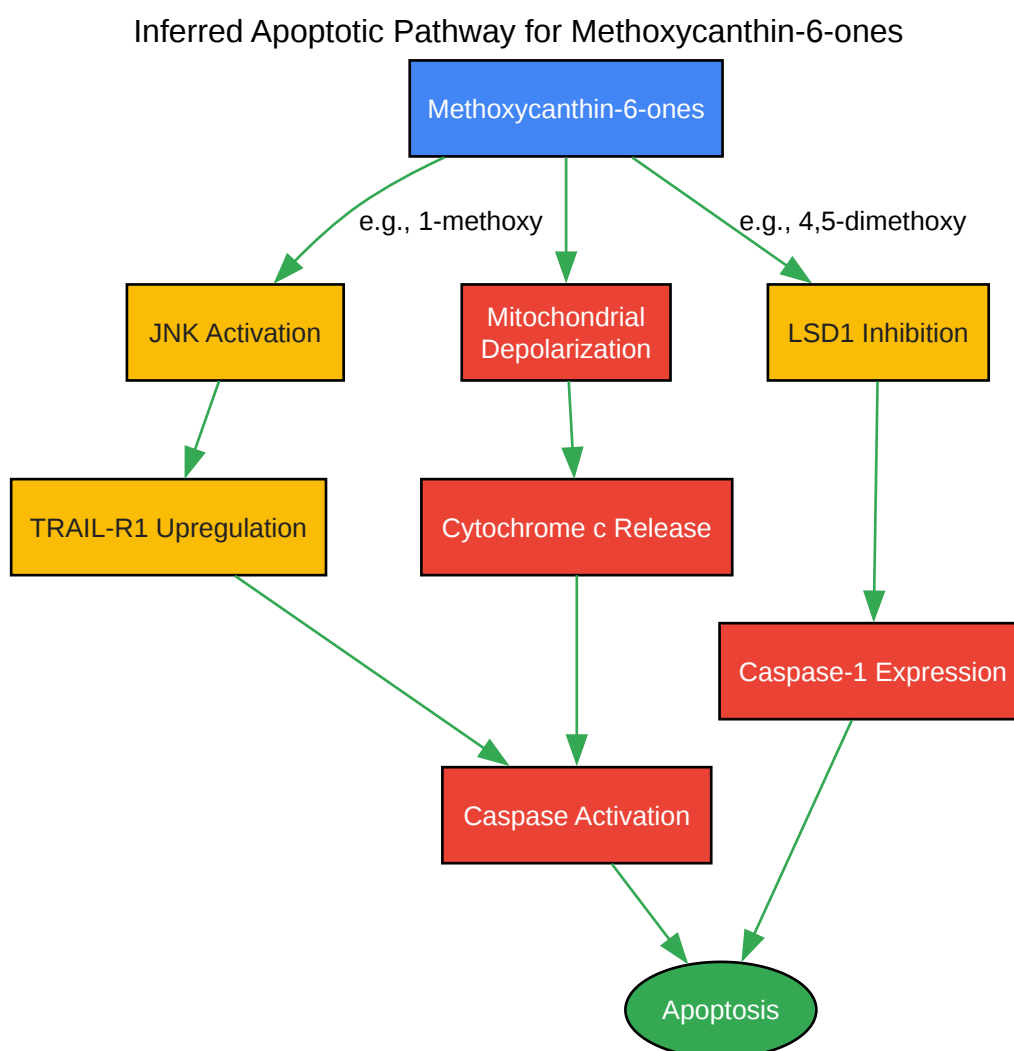 Inferred Apoptotic Pathway for Methoxycanthin-6-ones
Methoxycanthin-6-ones
e.g., 1-methoxy
e.g., 4,5-dimethoxy
JNK Activation
Mitochondrial
Depolarization
LSD1 Inhibition
TRAIL-R1 Upregulation
Cytochrome c Release
Caspase-1 Expression
Caspase Activation
Apoptosis